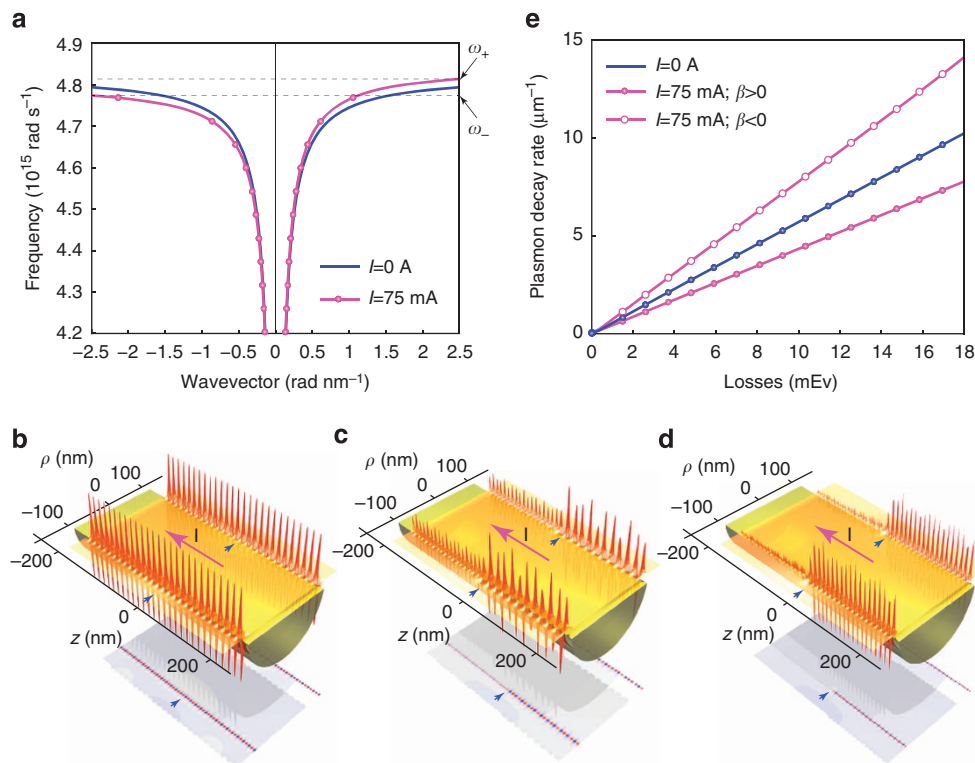 a
4.9
4.8
4.7
4.6
4.5
4.4
4.3
4.2
Frequency (10¹⁵ rad s⁻¹)
ω₊
ω₋
I=0 A
I=75 mA
−2.5 −2 −1.5 −1 −0.5 0 0.5 1 1.5 2 2.5
Wavevector (rad nm⁻¹)
e
15
10
5
0
Plasmon decay rate (μm⁻¹)
I=0 A
I=75 mA; β>0
I=75 mA; β<0
0 2 4 6 8 10 12 14 16 18
Losses (mEv)
b
ρ (nm)
100
0
−100
−200
I
0
z (nm)
200
c
ρ (nm)
100
0
−100
−200
I
0
z (nm)
200
d
ρ (nm)
100
0
−100
−200
I
0
z (nm)
200